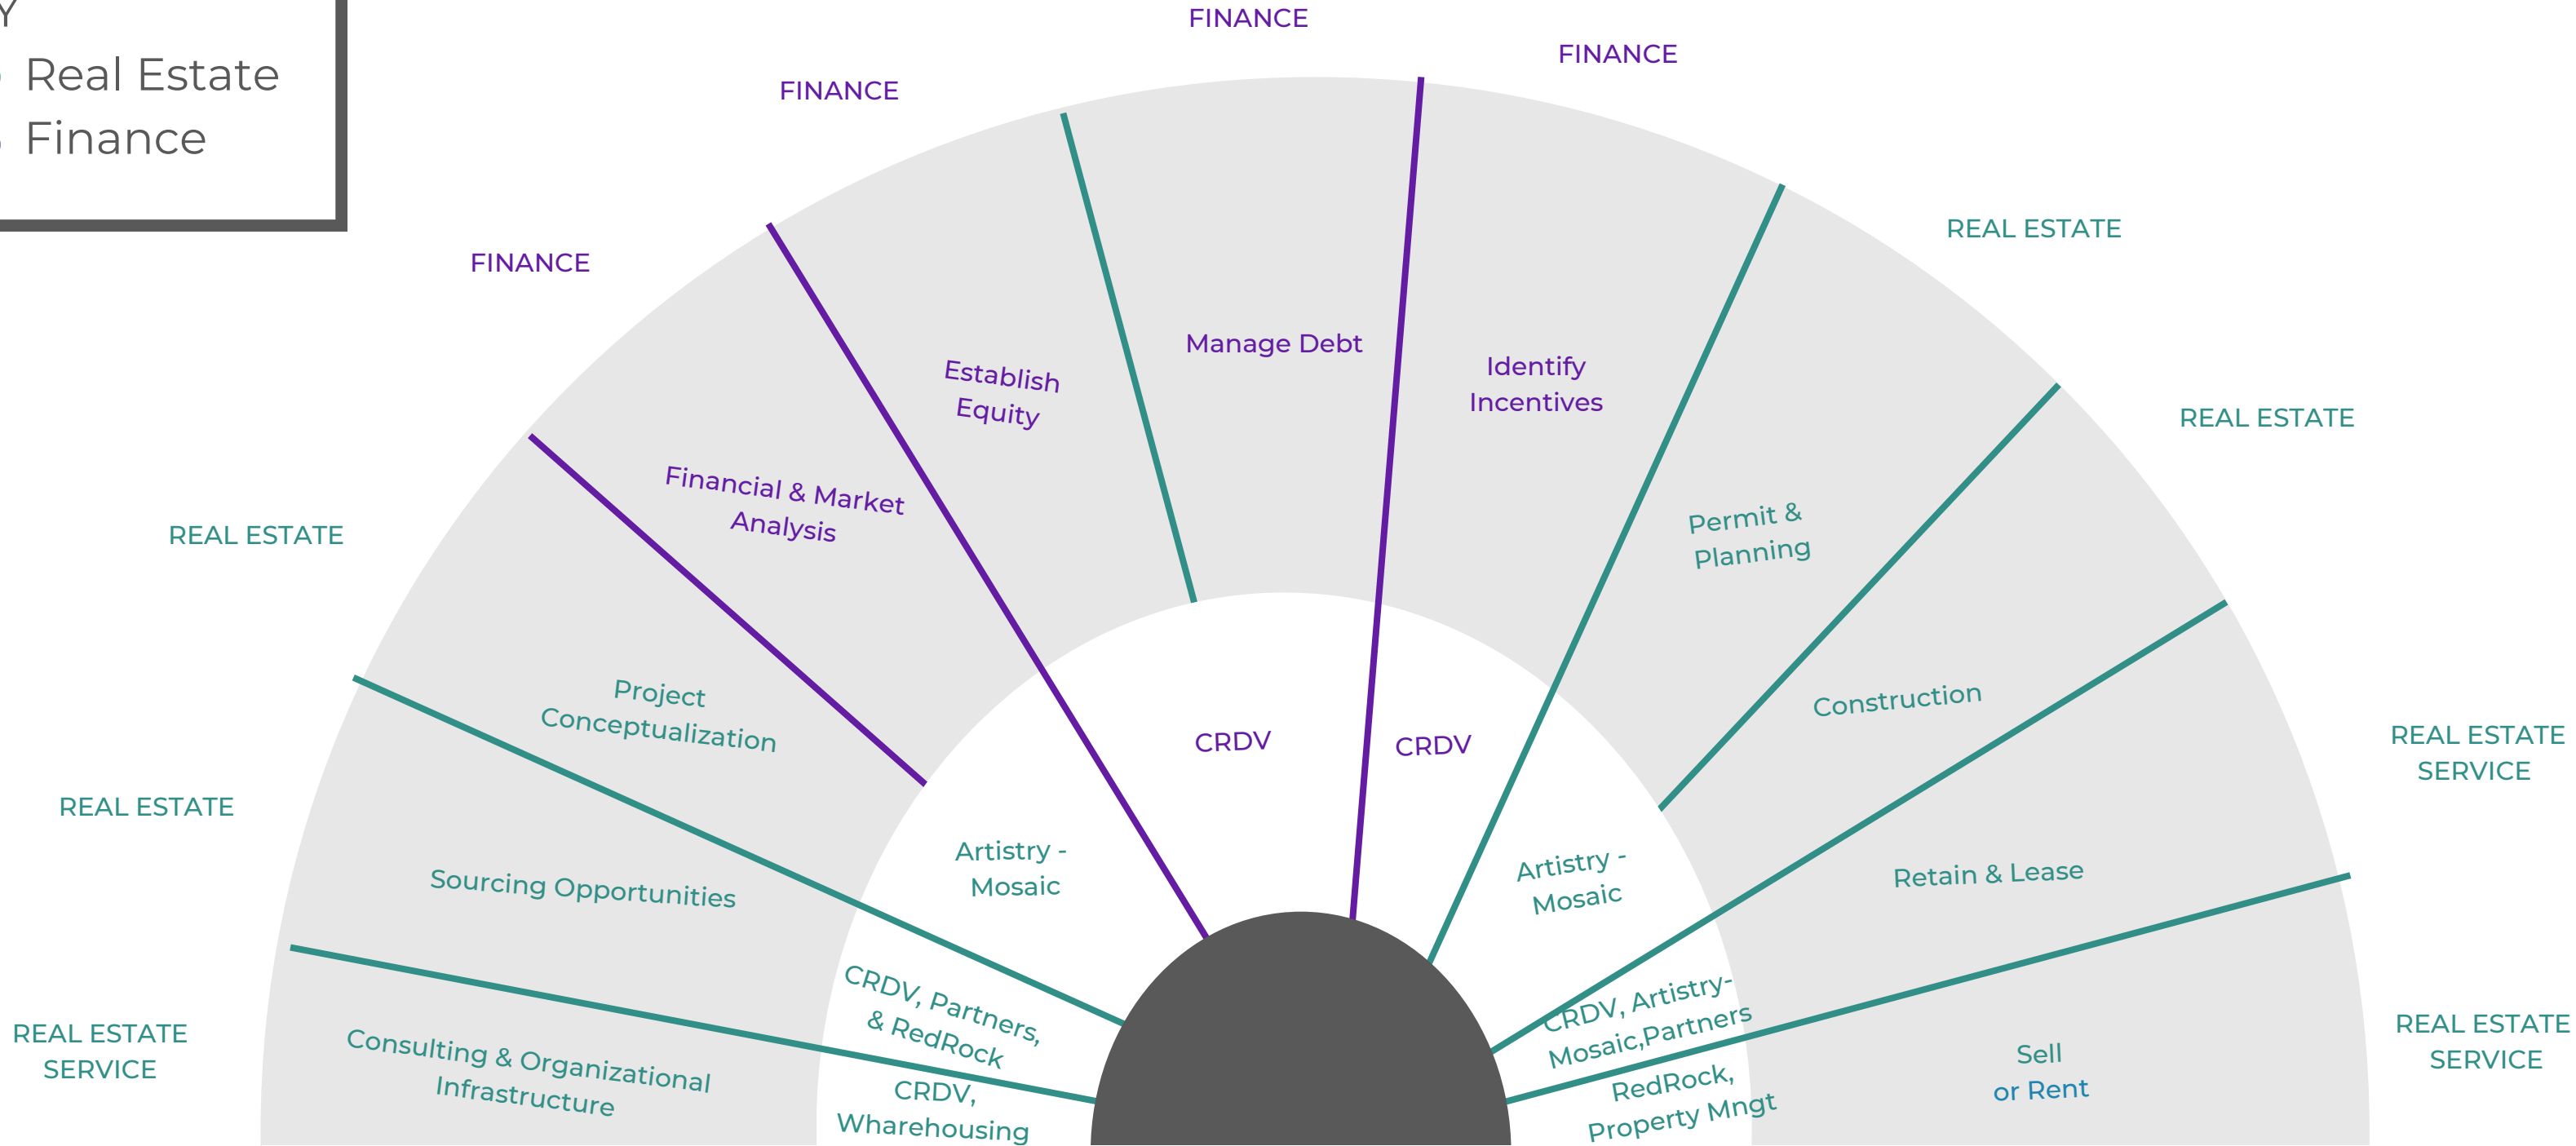 Y
Real Estate
Finance
FINANCE
FINANCE
FINANCE
FINANCE
REAL ESTATE
REAL ESTATE
REAL ESTATE
REAL ESTATE
REAL ESTATE
SERVICE
REAL ESTATE
SERVICE
REAL ESTATE
SERVICE
Consulting & Organizational
Infrastructure
Sourcing Opportunities
Project
Conceptualization
Financial & Market
Analysis
Establish
Equity
Manage Debt
Identify
Incentives
Permit &
Planning
Construction
Retain & Lease
Sell
or Rent
CRDV,
Wharehousing
CRDV, Partners,
& RedRock
Artistry -
Mosaic
CRDV
CRDV
Artistry -
Mosaic
CRDV, Artistry-
Mosaic,Partners
RedRock,
Property Mngt